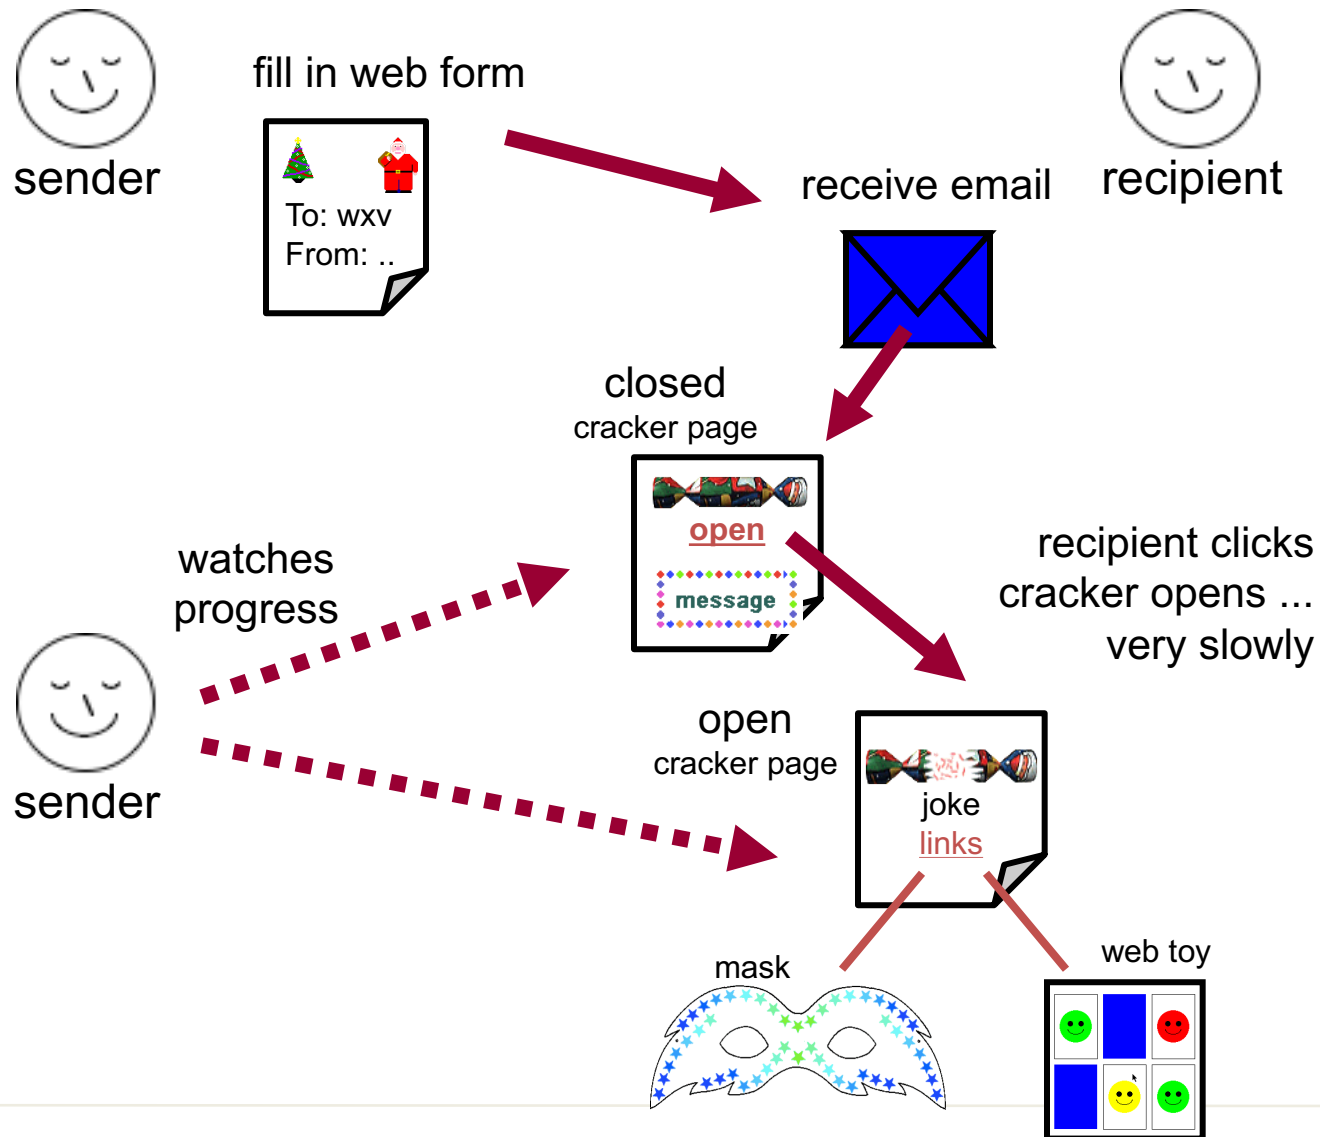 fill in web form
sender
To: wxv
From: ..
receive email
recipient
closed
cracker page
open
message
recipient clicks
cracker opens ...
very slowly
watches
progress
sender
open
cracker page
joke
links
mask
web toy